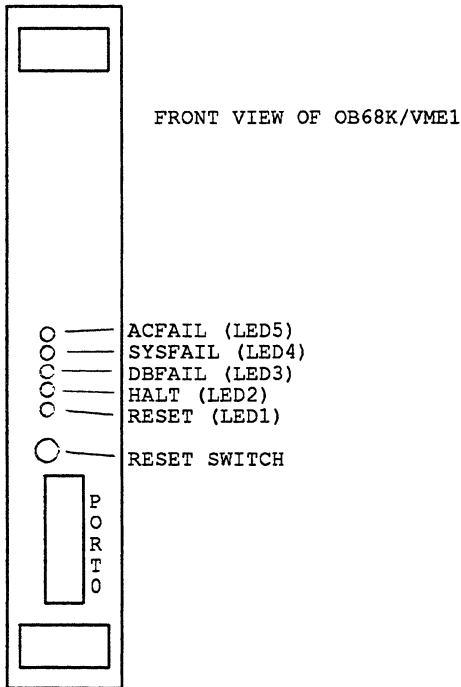 FRONT VIEW OF OB68K/VME1
ACFAIL (LED5)
SYSFAIL (LED4)
DBFAIL (LED3)
HALT (LED2)
RESET (LED1)
RESET SWITCH
PORT0